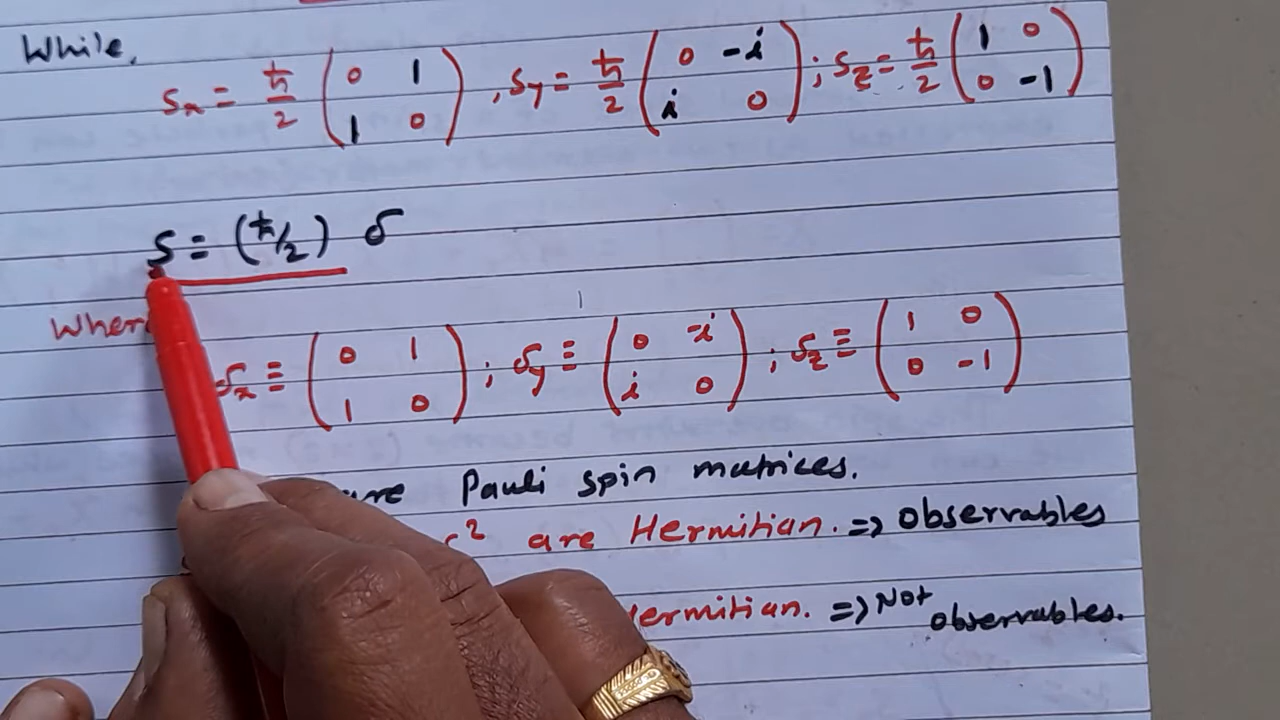 While,
Sx = ħ/2 (0 1 1 0), Sy = ħ/2 (0 -i i 0); Sz = ħ/2 (1 0 0 -1)
S = (ħ/2) σ
σx ≡ (0 1 1 0); σy ≡ (0 -i i 0); σz ≡ (1 0 0 -1)
are Pauli spin matrices.
² are Hermitian. => Observables
=> Not observables.